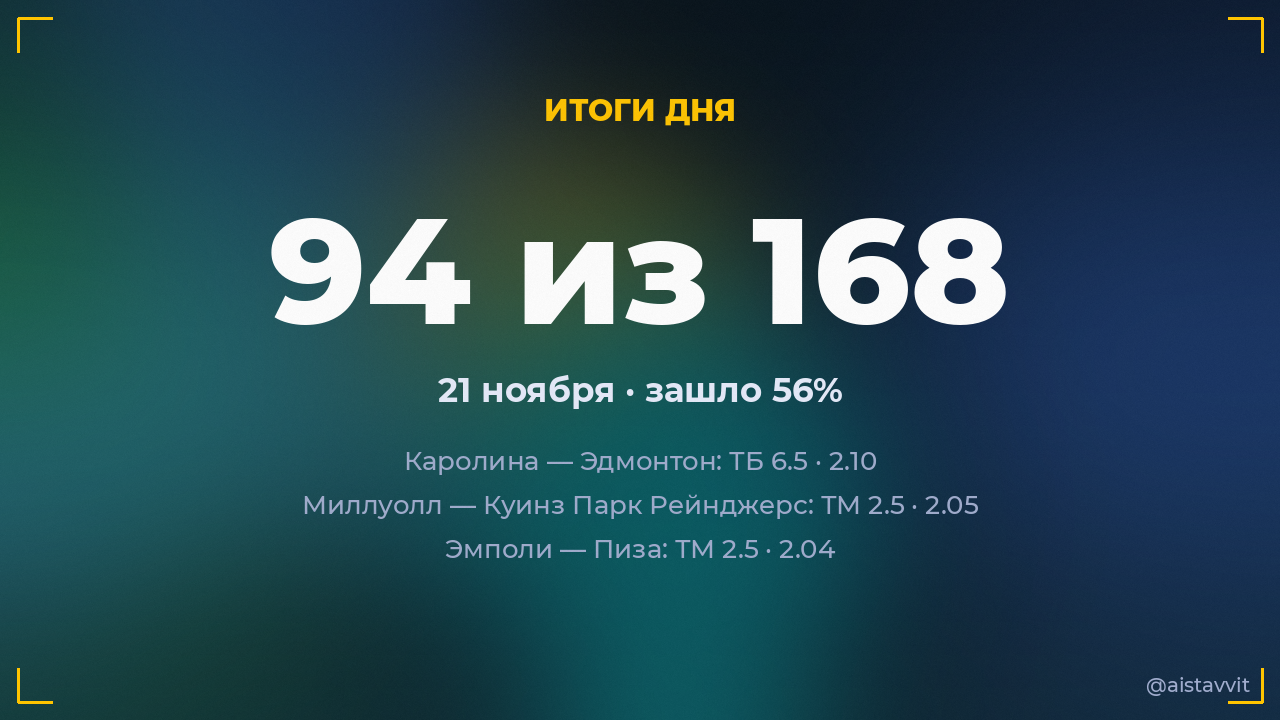 ИТОГИ ДНЯ
94 из 168
21 ноября · зашло 56%
Каролина — Эдмонтон: ТБ 6.5 · 2.10
Миллуолл — Куинз Парк Рейнджерс: ТМ 2.5 · 2.05
Эмполи — Пиза: ТМ 2.5 · 2.04
@aistavvit